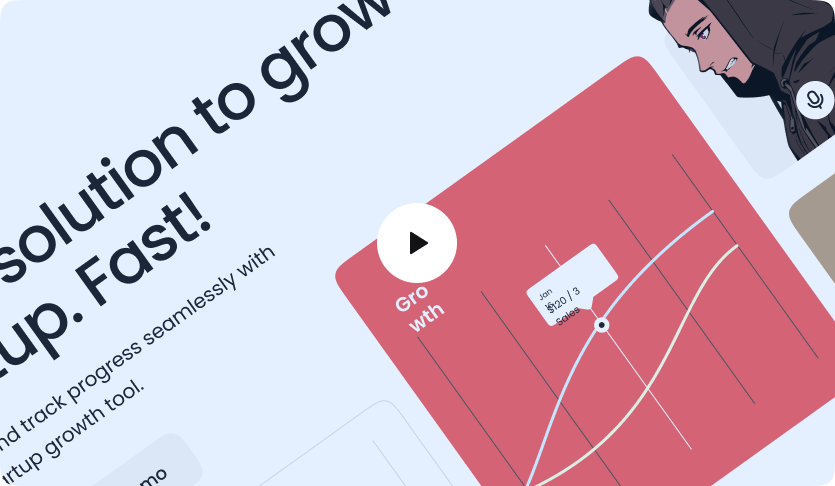 solution to grow
up. Fast!
nd track progress seamlessly with
rtup growth tool.
mo
Gro
wth
Jan
$120 / 3
Sales